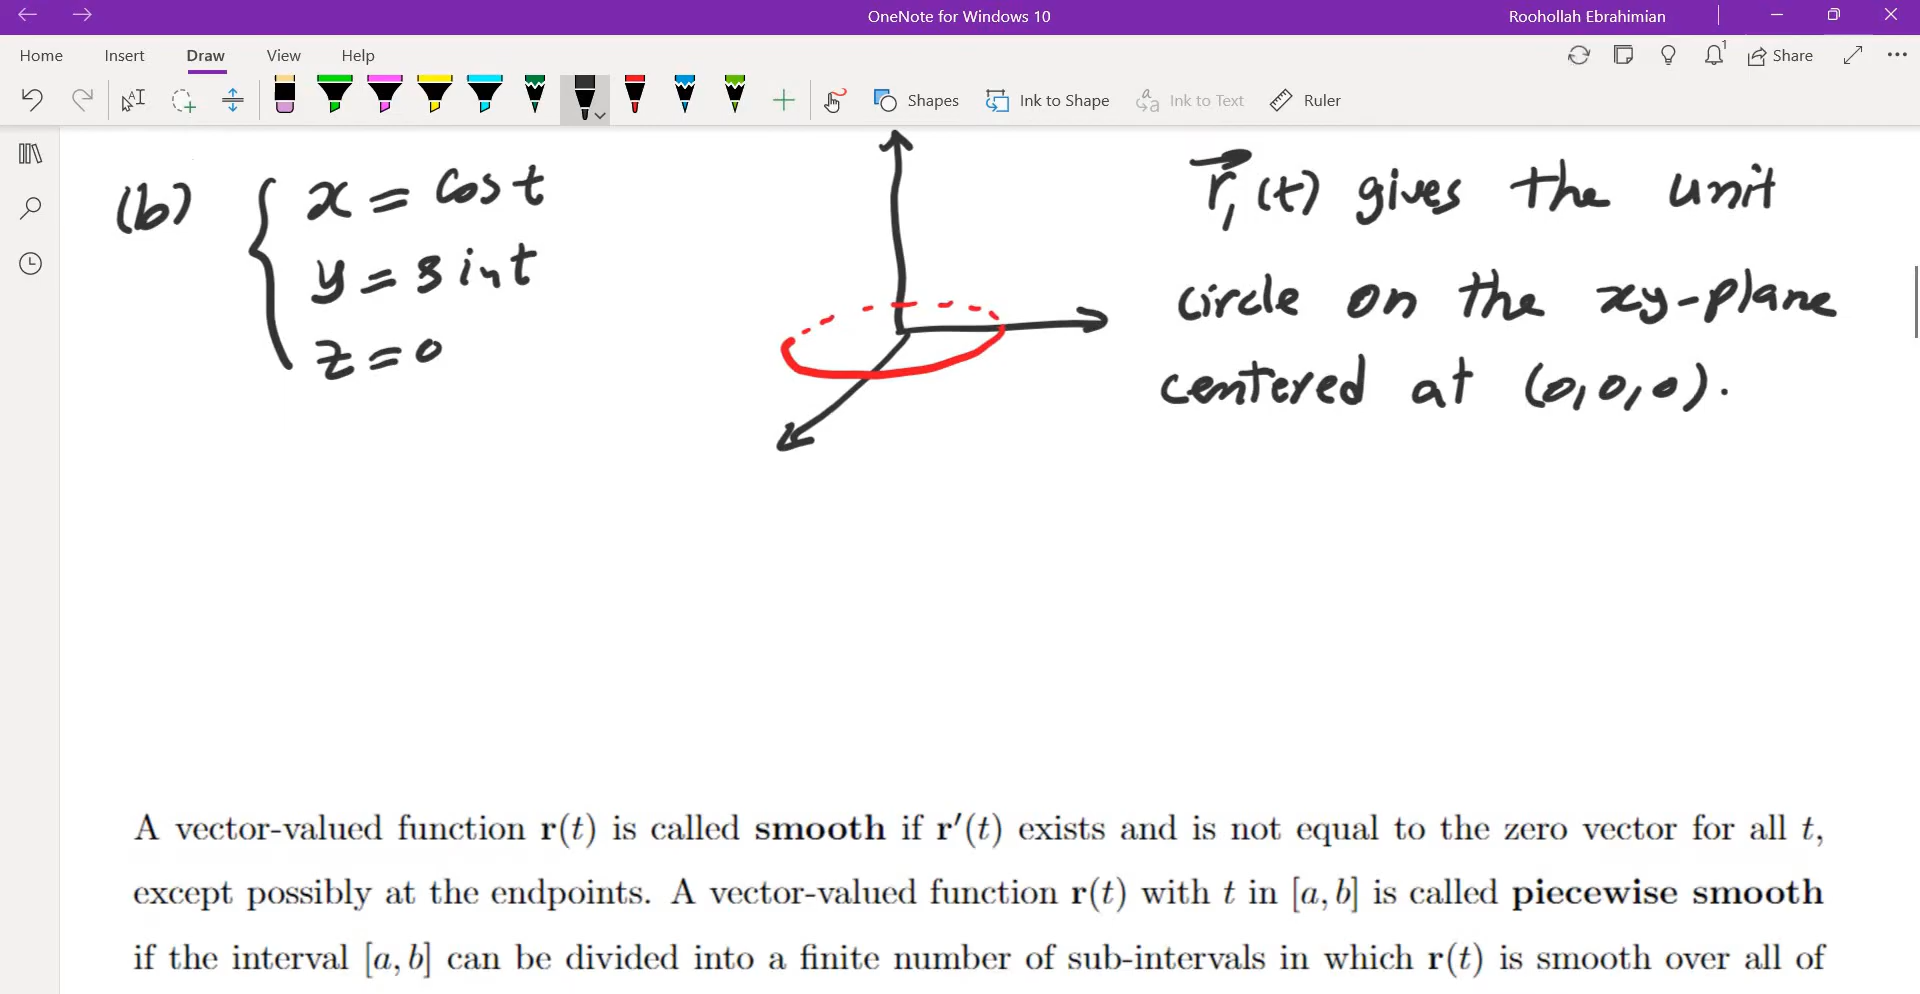 OneNote for Windows 10
Roohollah Ebrahimian
Home Insert Draw View Help
1 Share
Shapes Ink to Shape Ink to Text Ruler
(b) { x = cos t
y = sin t
z = 0
r⃗₁(t) gives the unit
circle on the xy-plane
centered at (0,0,0).
A vector-valued function r(t) is called smooth if r′(t) exists and is not equal to the zero vector for all t,
except possibly at the endpoints. A vector-valued function r(t) with t in [a, b] is called piecewise smooth
if the interval [a, b] can be divided into a finite number of sub-intervals in which r(t) is smooth over all of